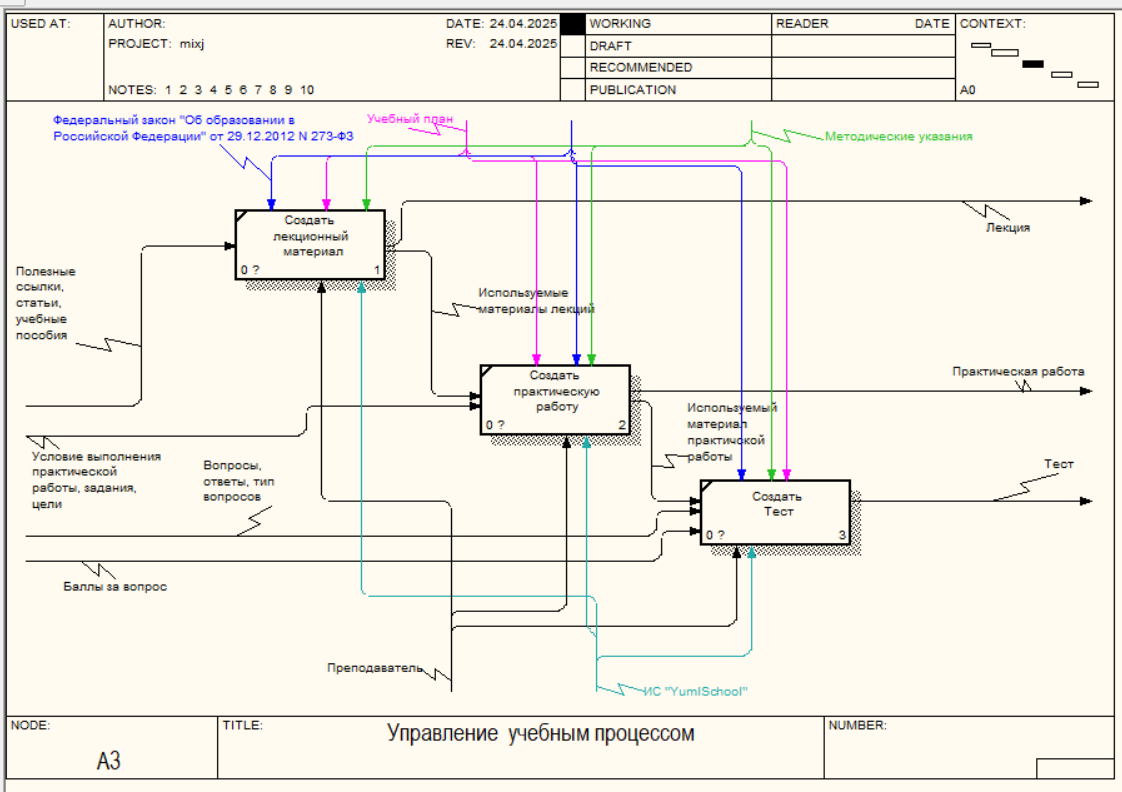 USED AT:
AUTHOR:
DATE: 24.04.2025
PROJECT: mixj
REV: 24.04.2025
NOTES: 1 2 3 4 5 6 7 8 9 10
WORKING
DRAFT
RECOMMENDED
PUBLICATION
READER
DATE
CONTEXT:
A0
Федеральный закон "Об образовании в
Российской Федерации" от 29.12.2012 N 273-ФЗ
Учебный план
Методические указания
Создать
лекционный
материал
0 ?
1
Лекция
Полезные
ссылки,
статьи,
учебные
пособия
Используемые
материалы лекций
Создать
практическую
работу
0 ?
2
Практическая работа
Используемый
материал
практичской
работы
Условие выполнения
практической
работы, задания,
цели
Вопросы,
ответы, тип
вопросов
Тест
Создать
Тест
0 ?
3
Баллы за вопрос
Преподаватель
ИС "YumISchool"
NODE:
A3
TITLE:
Управление учебным процессом
NUMBER: